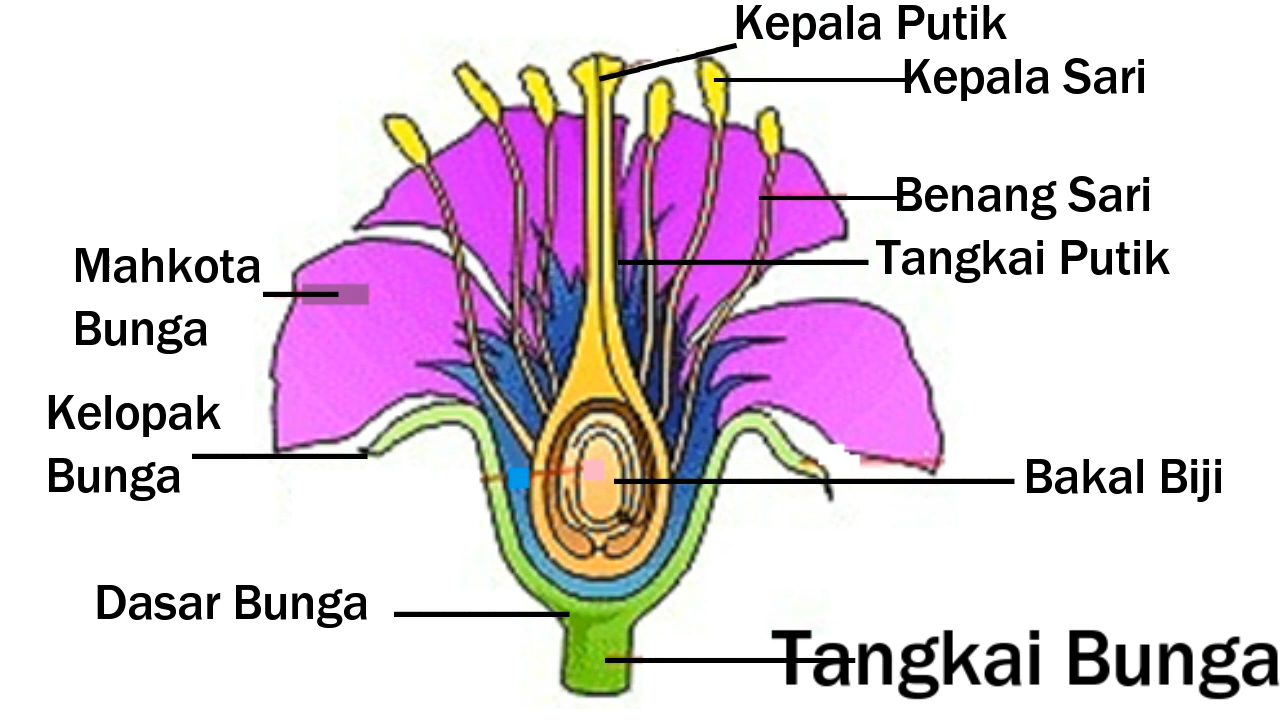 Kepala Putik
Kepala Sari
Benang Sari
Tangkai Putik
Mahkota
Bunga
Kelopak
Bunga
Bakal Biji
Dasar Bunga
Tangkai Bunga